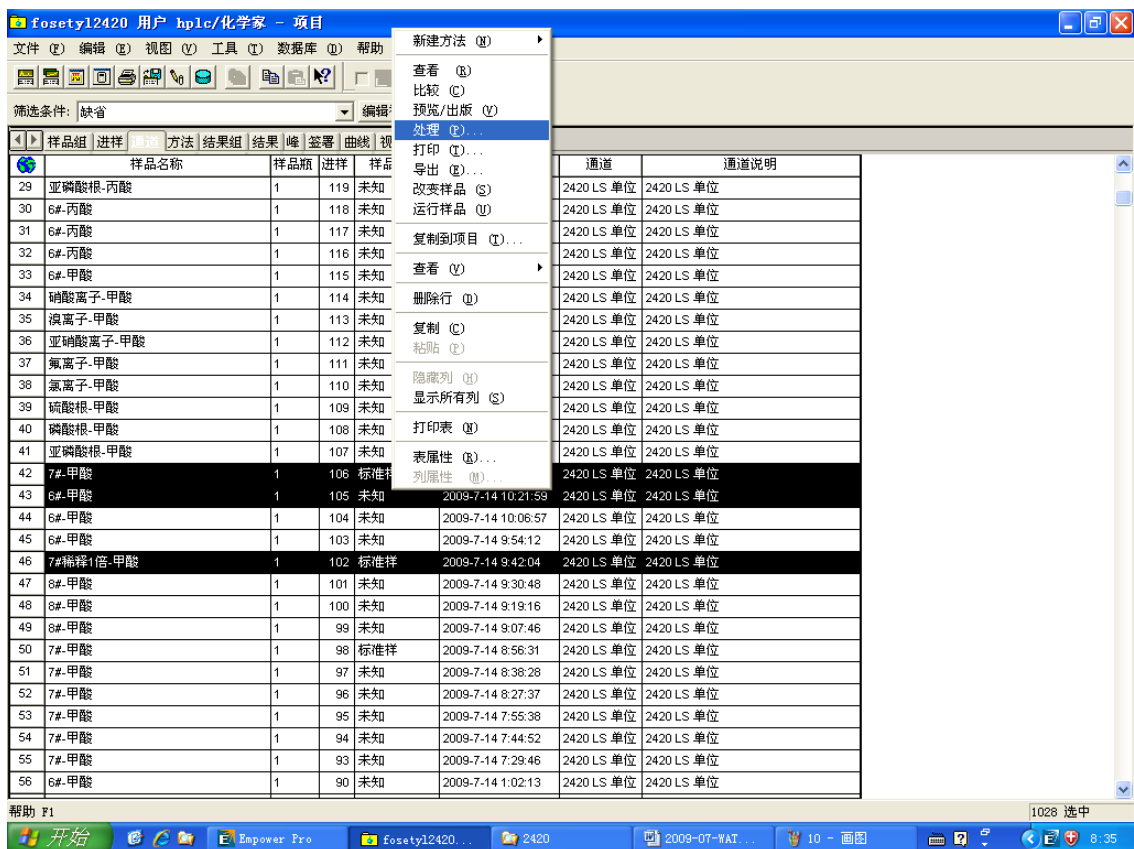 fosetyl2420 用户 hplc/化学家 - 项目
文件 (F) 编辑 (E) 视图 (V) 工具 (T) 数据库 (D) 帮助
筛选条件: 缺省 编辑
样品组 进样 通道 方法 结果组 结果 峰 签署 曲线 视
新建方法 (N)
查看 (R)
比较 (C)
预览/出版 (V)
处理 (P)...
打印 (T)...
导出 (E)...
改变样品 (S)
运行样品 (U)
复制到项目 (T)...
查看 (V)
删除行 (D)
复制 (C)
粘贴 (P)
隐藏列 (H)
显示所有列 (S)
打印表 (N)
表属性 (R)...
列属性 (M)...
样品名称 样品瓶 进样 样品 通道 通道说明
29 亚磷酸根-丙酸 1 119 未知 2420 LS 单位 2420 LS 单位
30 6#-丙酸 1 118 未知 2420 LS 单位 2420 LS 单位
31 6#-丙酸 1 117 未知 2420 LS 单位 2420 LS 单位
32 6#-丙酸 1 116 未知 2420 LS 单位 2420 LS 单位
33 6#-甲酸 1 115 未知 2420 LS 单位 2420 LS 单位
34 硝酸离子-甲酸 1 114 未知 2420 LS 单位 2420 LS 单位
35 溴离子-甲酸 1 113 未知 2420 LS 单位 2420 LS 单位
36 亚硝酸离子-甲酸 1 112 未知 2420 LS 单位 2420 LS 单位
37 氟离子-甲酸 1 111 未知 2420 LS 单位 2420 LS 单位
38 氯离子-甲酸 1 110 未知 2420 LS 单位 2420 LS 单位
39 硫酸根-甲酸 1 109 未知 2420 LS 单位 2420 LS 单位
40 磷酸根-甲酸 1 108 未知 2420 LS 单位 2420 LS 单位
41 亚磷酸根-甲酸 1 107 未知 2420 LS 单位 2420 LS 单位
42 7#-甲酸 1 106 标准样 2420 LS 单位 2420 LS 单位
43 6#-甲酸 1 105 未知 2009-7-14 10:21:59 2420 LS 单位 2420 LS 单位
44 6#-甲酸 1 104 未知 2009-7-14 10:06:57 2420 LS 单位 2420 LS 单位
45 6#-甲酸 1 103 未知 2009-7-14 9:54:12 2420 LS 单位 2420 LS 单位
46 7#稀释1倍-甲酸 1 102 标准样 2009-7-14 9:42:04 2420 LS 单位 2420 LS 单位
47 8#-甲酸 1 101 未知 2009-7-14 9:30:48 2420 LS 单位 2420 LS 单位
48 8#-甲酸 1 100 未知 2009-7-14 9:19:16 2420 LS 单位 2420 LS 单位
49 8#-甲酸 1 99 未知 2009-7-14 9:07:46 2420 LS 单位 2420 LS 单位
50 7#-甲酸 1 98 标准样 2009-7-14 8:56:31 2420 LS 单位 2420 LS 单位
51 7#-甲酸 1 97 未知 2009-7-14 8:38:28 2420 LS 单位 2420 LS 单位
52 7#-甲酸 1 96 未知 2009-7-14 8:27:37 2420 LS 单位 2420 LS 单位
53 7#-甲酸 1 95 未知 2009-7-14 7:55:38 2420 LS 单位 2420 LS 单位
54 7#-甲酸 1 94 未知 2009-7-14 7:44:52 2420 LS 单位 2420 LS 单位
55 7#-甲酸 1 93 未知 2009-7-14 7:29:46 2420 LS 单位 2420 LS 单位
56 6#-甲酸 1 90 未知 2009-7-14 1:02:13 2420 LS 单位 2420 LS 单位
帮助 F1 1028 选中
开始 Empower Pro fosetyl2420... 2420 2009-07-WAT... 10 - 画图 8:35